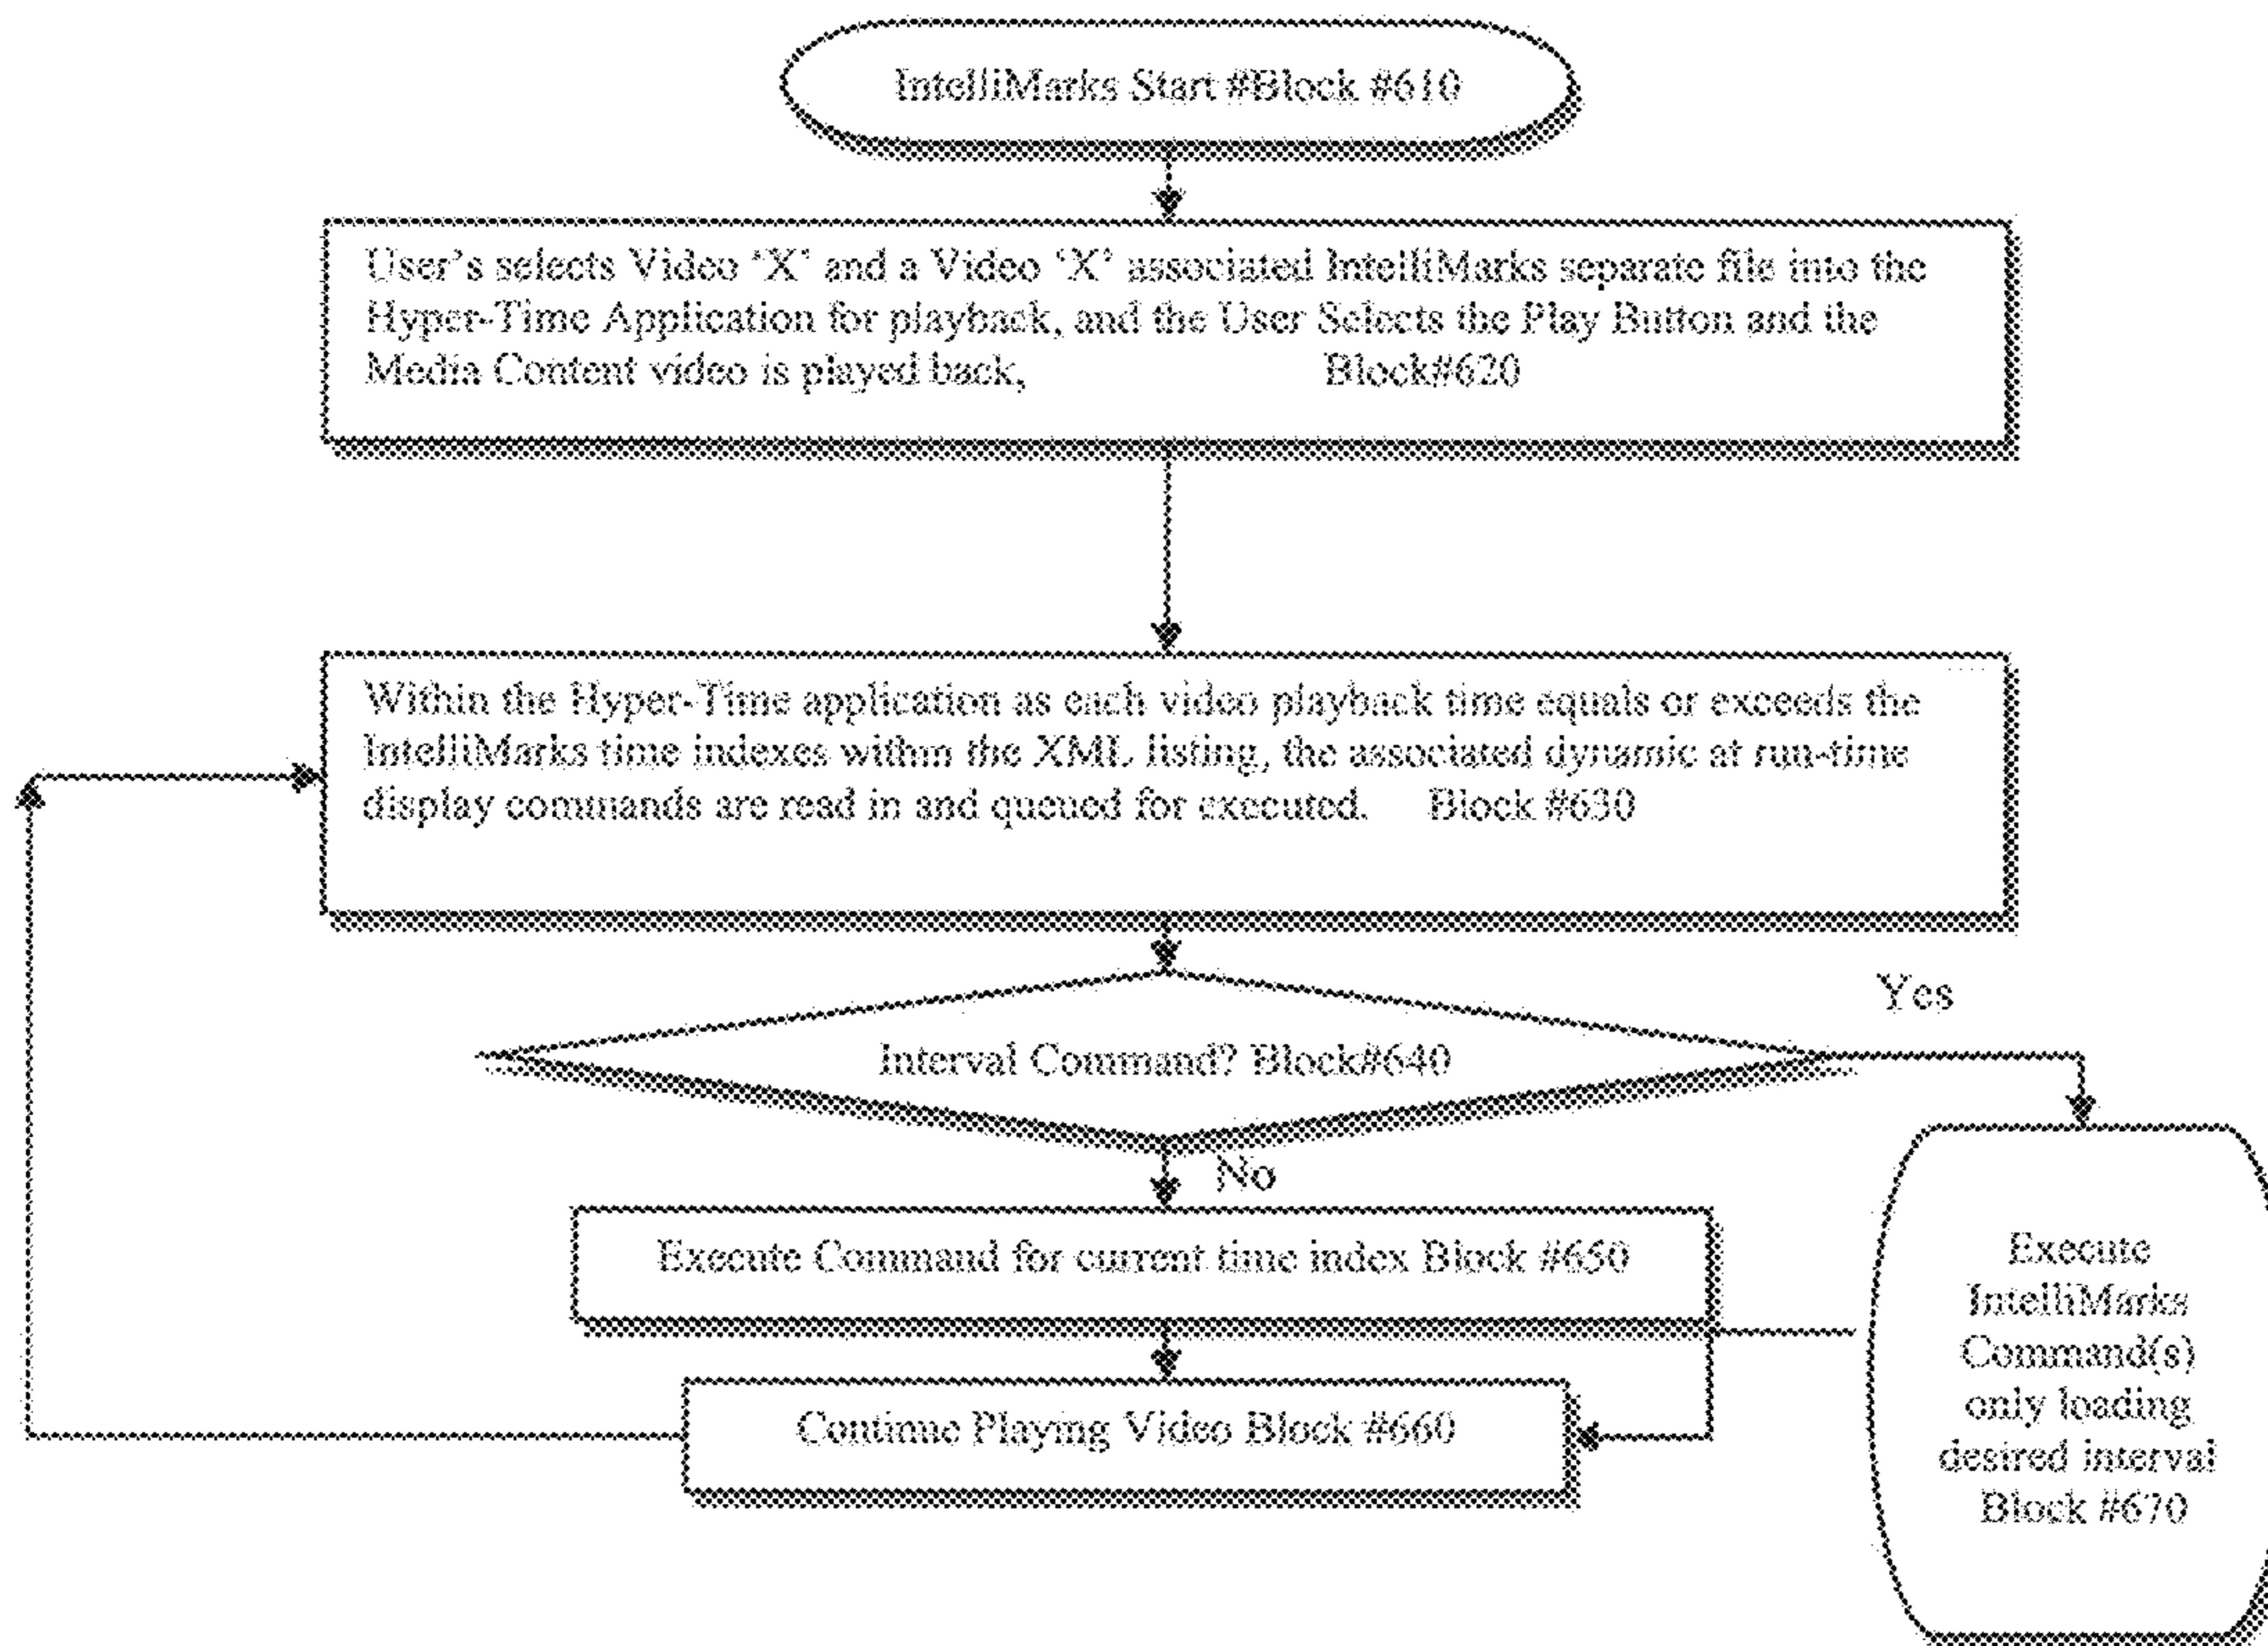 IntelliMarks Start #Block #610
User's selects Video 'X' and a Video 'X' associated IntelliMarks separate file into the
Hyper-Time Application for playback, and the User Selects the Play Button and the
Media Content video is played back, Block#620
Within the Hyper-Time application as each video playback time equals or exceeds the
IntelliMarks time indexes within the XML listing, the associated dynamic at run-time
display commands are read in and queued for executed. Block #630
Yes
Interval Command? Block#640
No
Execute Command for current time index Block #650
Continue Playing Video Block #660
Execute
IntelliMarks
Command(s)
only loading
desired interval
Block #670